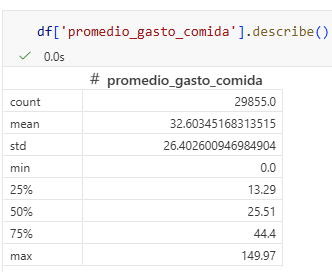 df['promedio_gasto_comida'].describe()
✓ 0.0s
# promedio_gasto_comida
count 29855.0
mean 32.60345168313515
std 26.402600946984904
min 0.0
25% 13.29
50% 25.51
75% 44.4
max 149.97